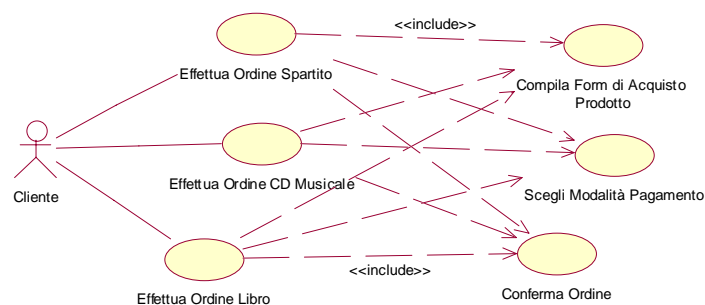 <<include>>
Effettua Ordine Spartito
Compila Form di Acquisto
Prodotto
Cliente
Effettua Ordine CD Musicale
Scegli Modalità Pagamento
<<include>>
Effettua Ordine Libro
Conferma Ordine